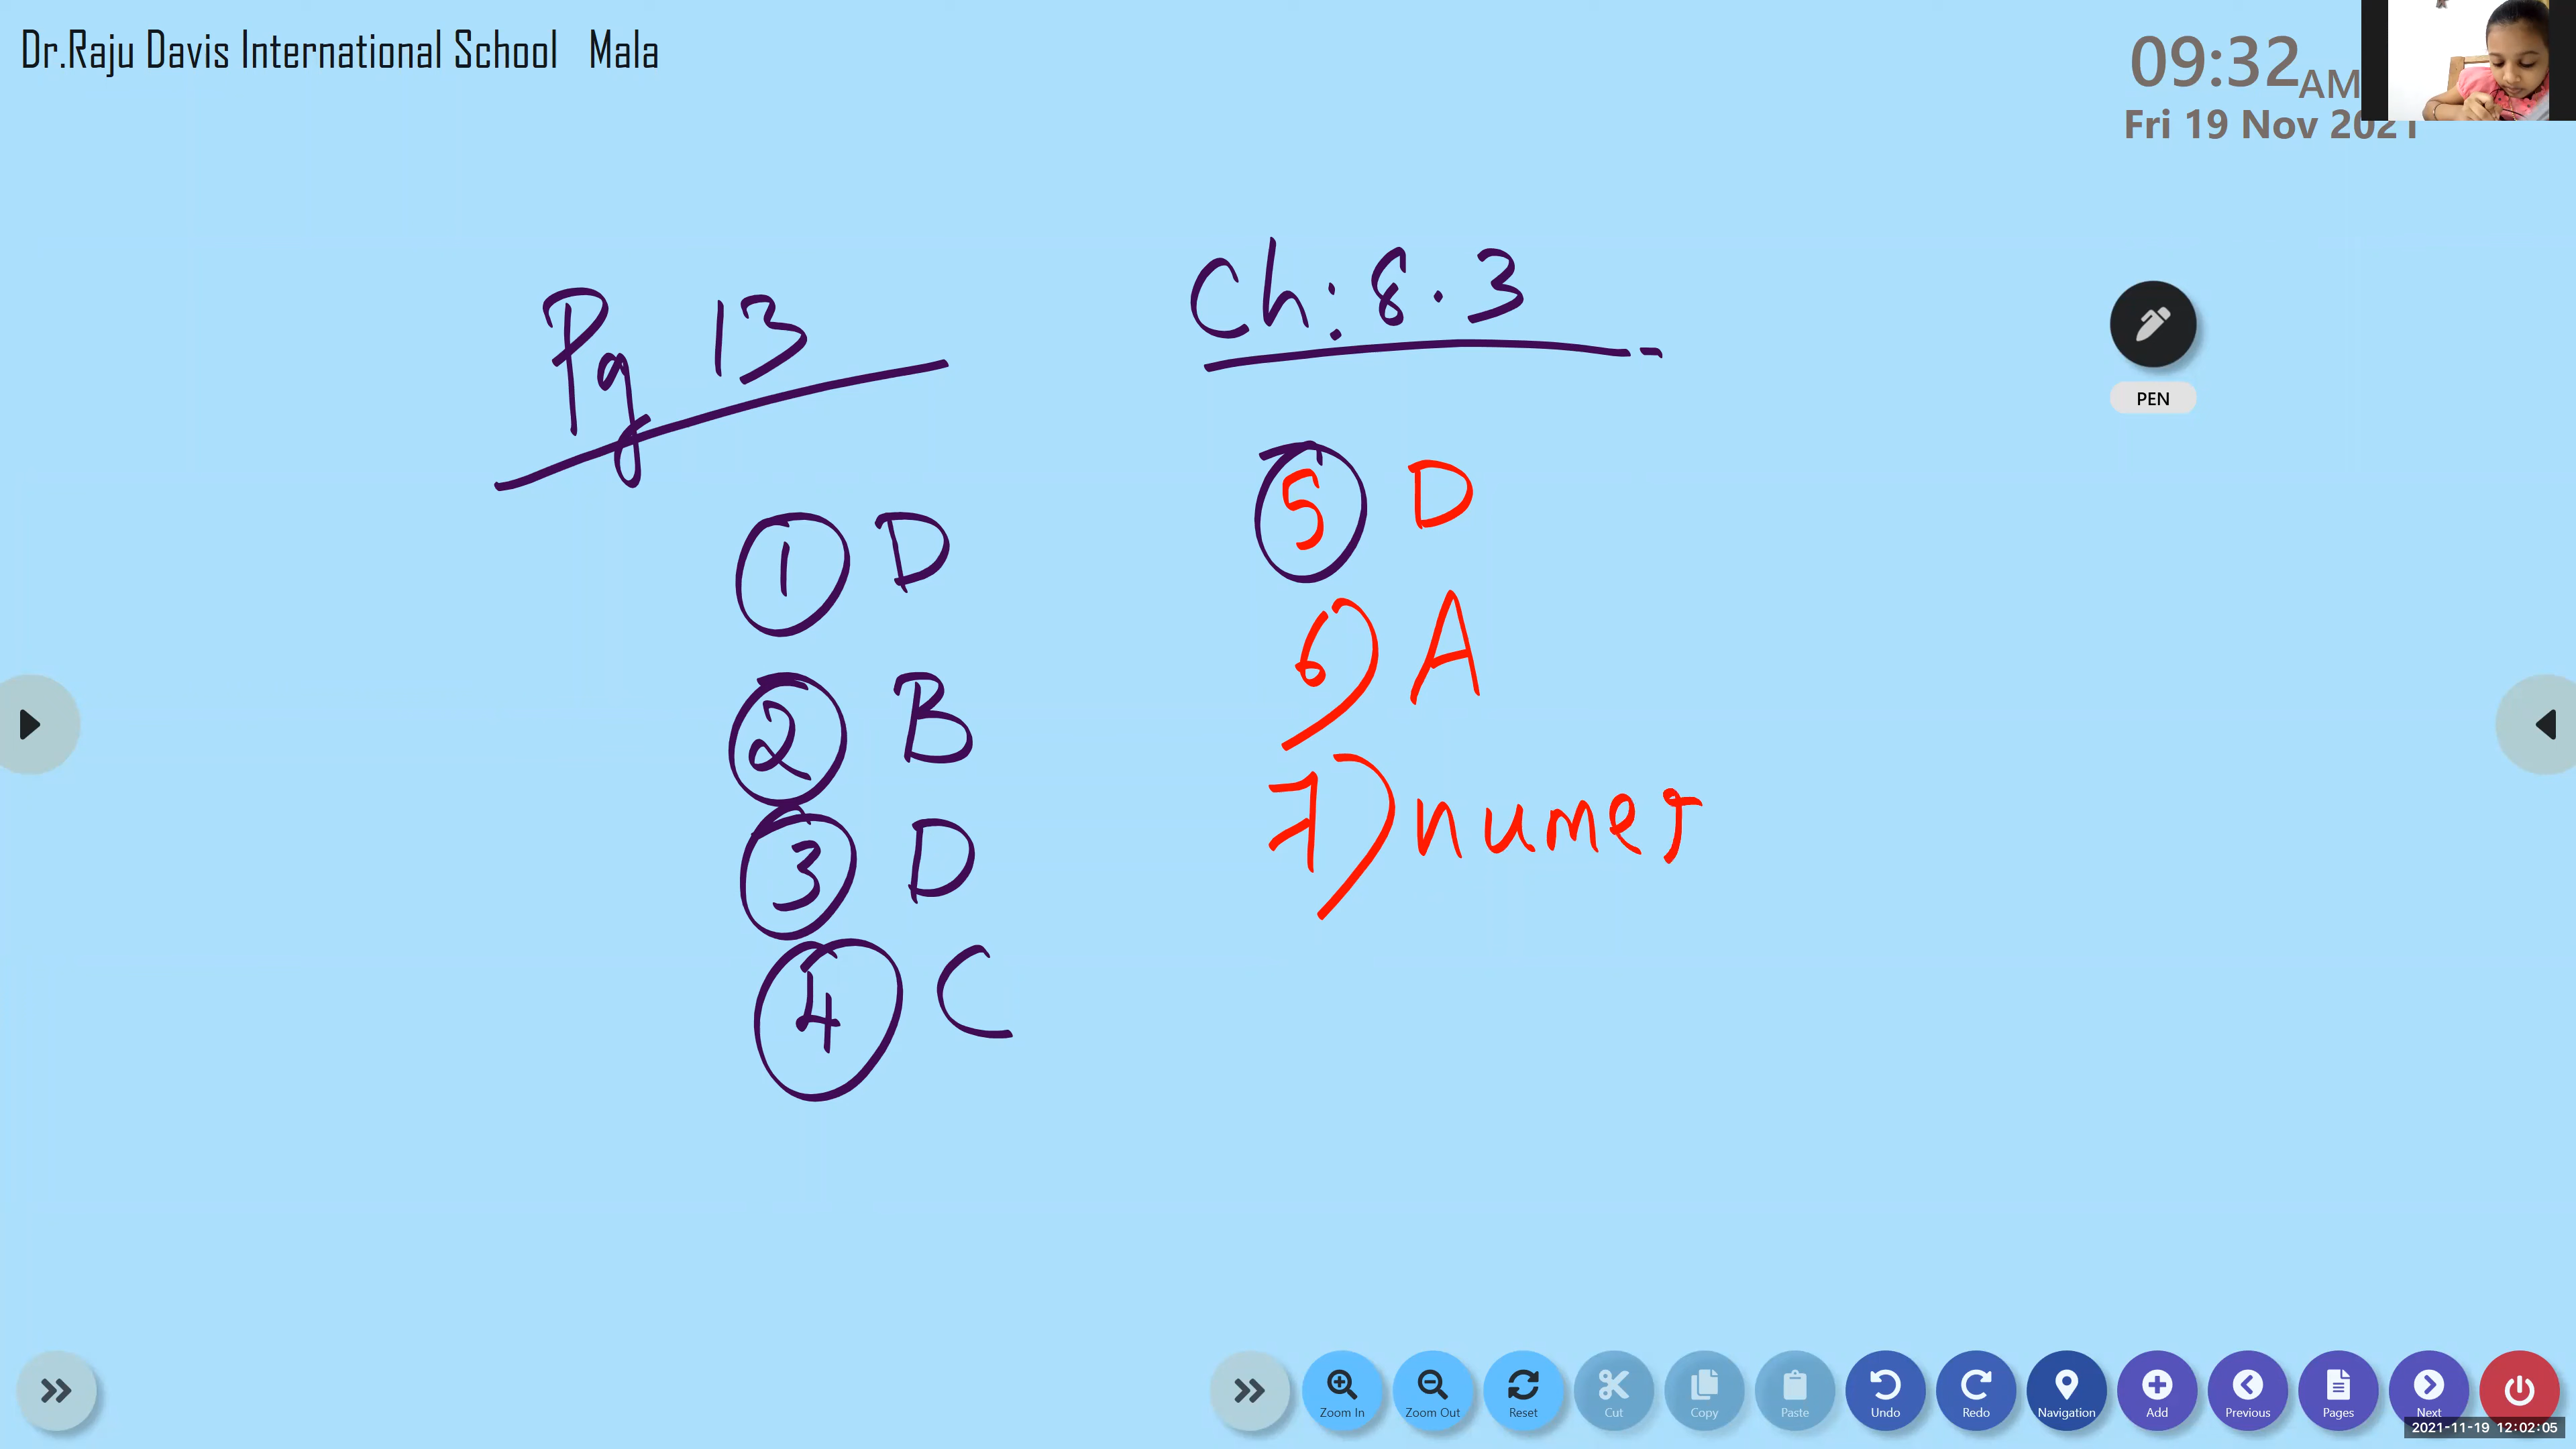 Dr.Raju Davis International School Mala
09:32 AM
Fri 19 Nov 2021
Pg 13
1 D
2 B
3 D
4 C
Ch: 8.3
5 D
6) A
7) numer
PEN
Zoom In
Zoom Out
Reset
Cut
Copy
Paste
Undo
Redo
Navigation
Add
Previous
Pages
Next
2021-11-19 12:02:05